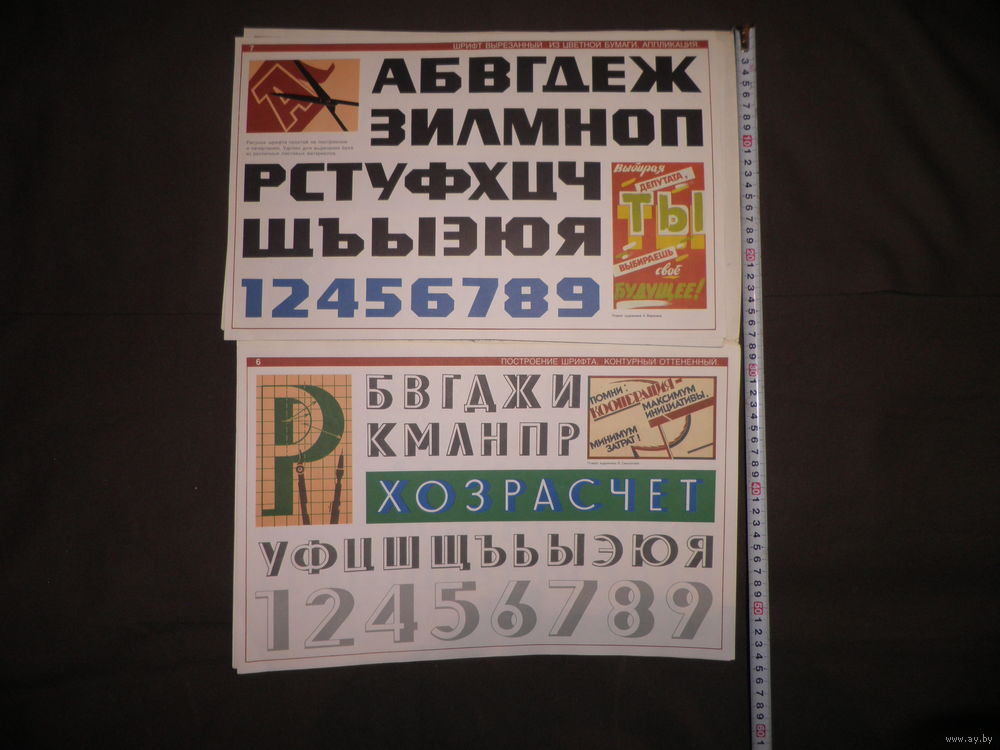 7
ШРИФТ ВЫРЕЗАННЫЙ ИЗ ЦВЕТНОЙ БУМАГИ. АППЛИКАЦИЯ.
А
АБВГДЕЖ
ЗИЛМНОП
РСТУФХЦЧ
ЩЪЫЭЮЯ
12456789
Выбирая
ДЕПУТАТА,
ТЫ
ВЫБИРАЕШЬ
своё
БУДУЩЕЕ!
6
ПОСТРОЕНИЕ ШРИФТА. КОНТУРНЫЙ ОТТЕНЕННЫЙ.
Р
БВГДЖИ
КМЛНПР
ПОМНИ:
КООПЕРАЦИЯ-
МАКСИМУМ
ИНИЦИАТИВЫ.
МИНИМУМ
ЗАТРАТ!
ХОЗРАСЧЕТ
УФЦШЩЪЬЫЭЮЯ
12456789
www.ay.by